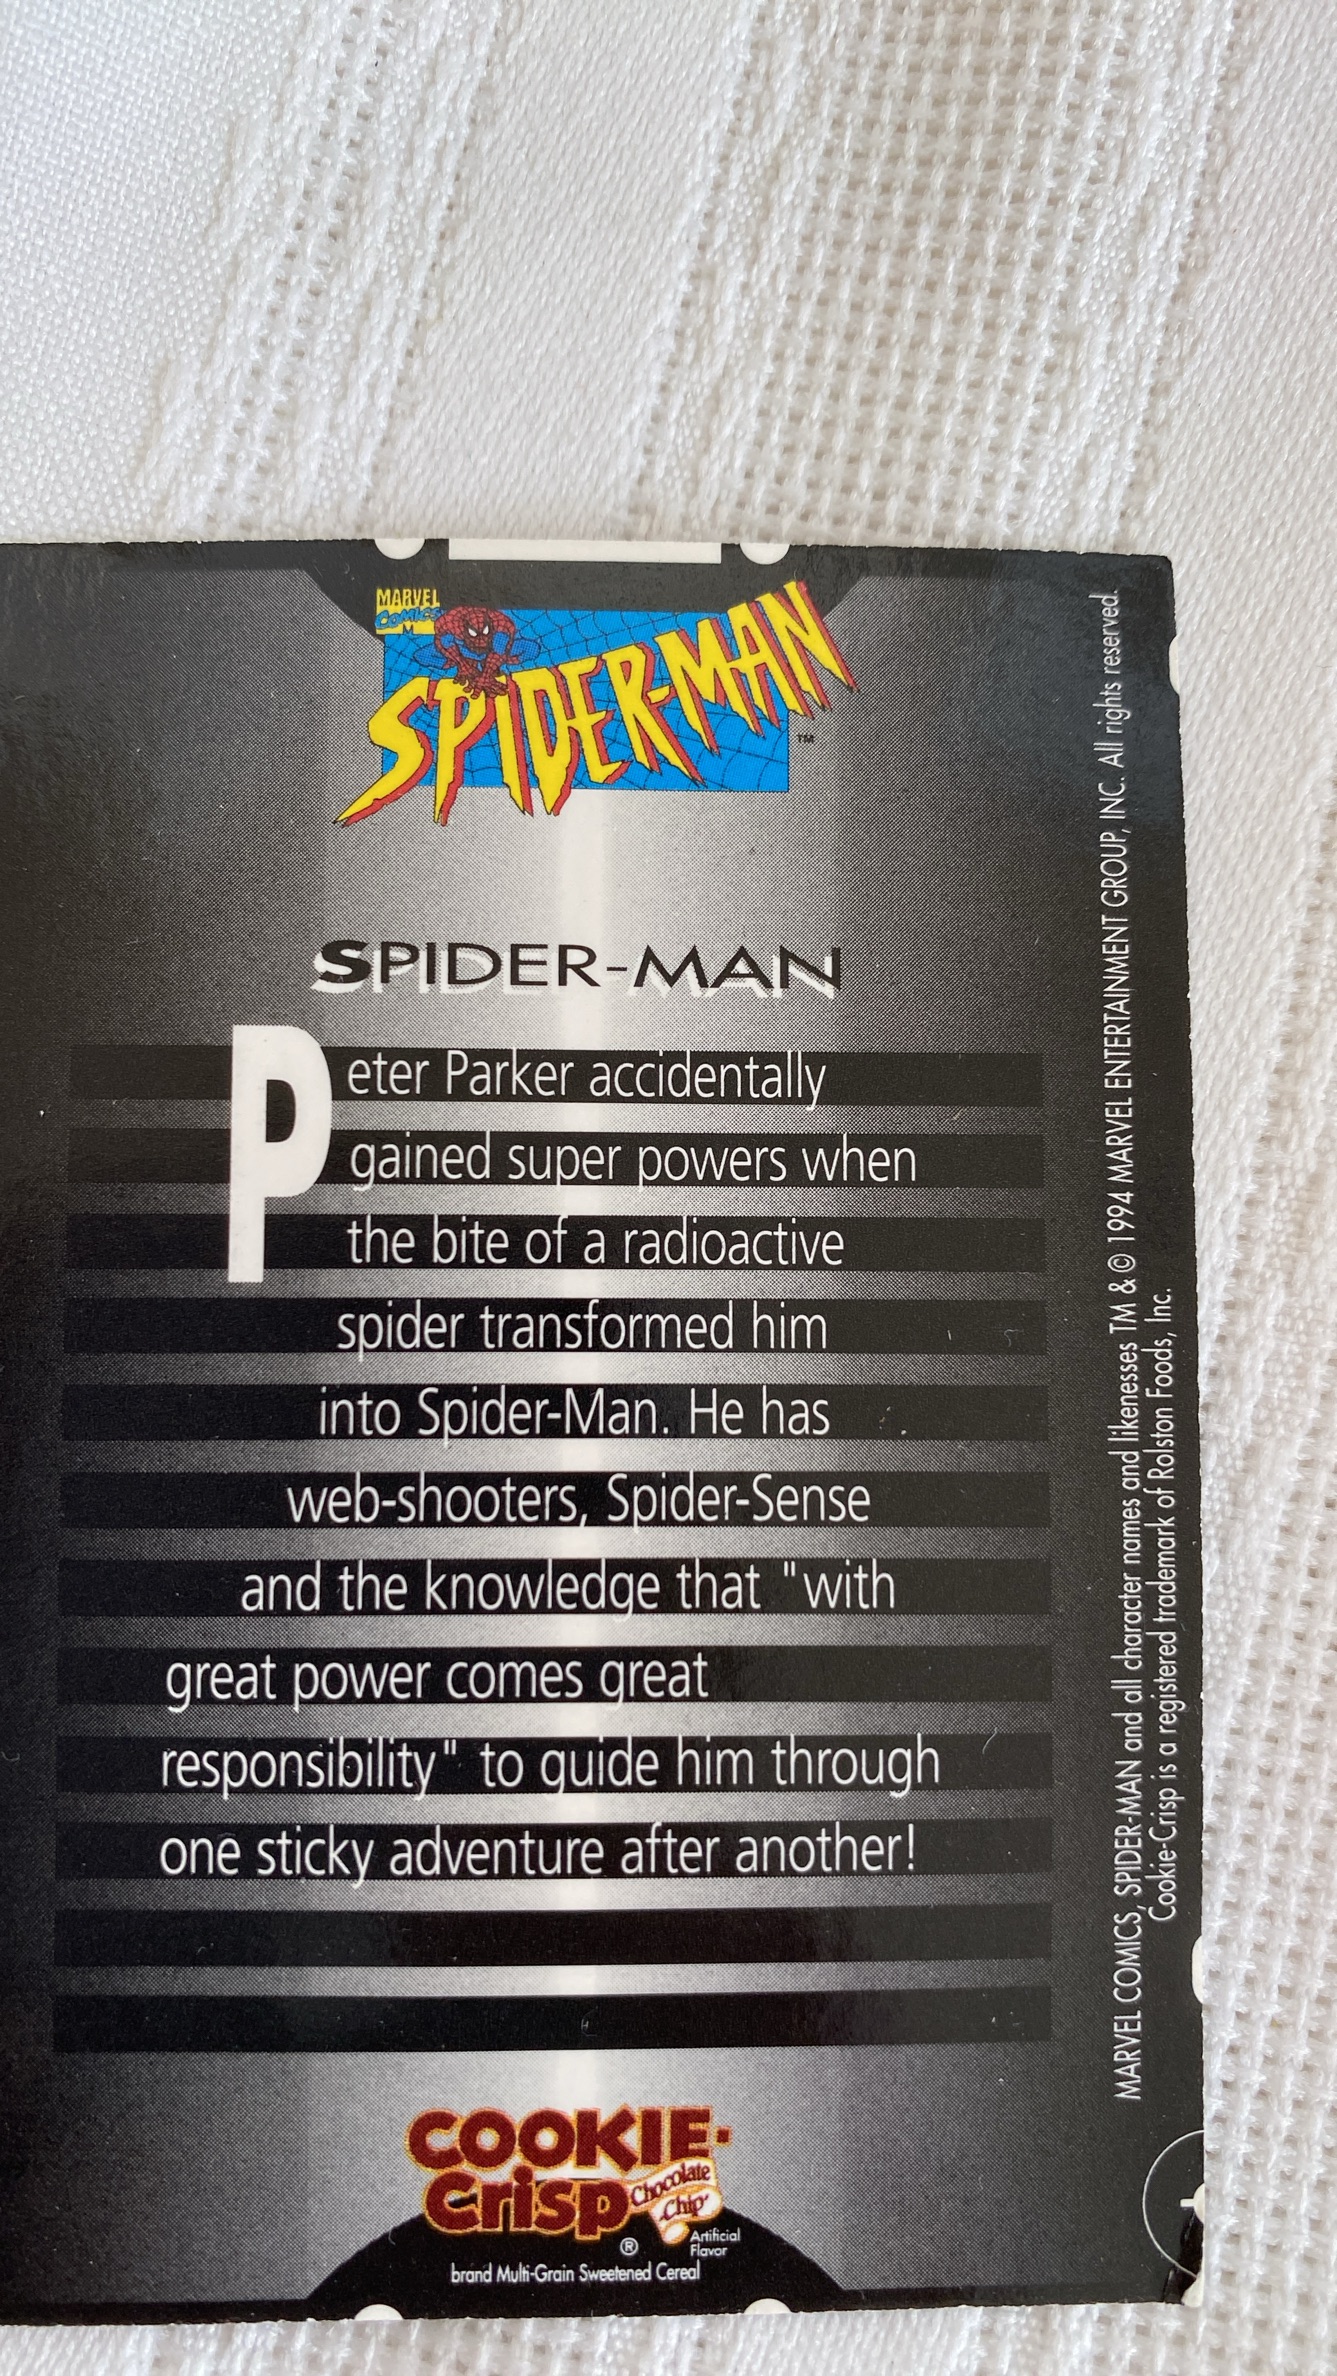 MARVEL
COMICS
SPIDER-MAN
TM
SPIDER-MAN
Peter Parker accidentally
gained super powers when
the bite of a radioactive
spider transformed him
into Spider-Man. He has
web-shooters, Spider-Sense
and the knowledge that "with
great power comes great
responsibility" to guide him through
one sticky adventure after another!
COOKIE-
Crisp
Chocolate
Chip
®
Artificial
Flavor
brand Multi-Grain Sweetened Cereal
MARVEL COMICS, SPIDER-MAN and all character names and likenesses TM & © 1994 MARVEL ENTERTAINMENT GROUP, INC. All rights reserved.
Cookie-Crisp is a registered trademark of Ralston Foods, Inc.